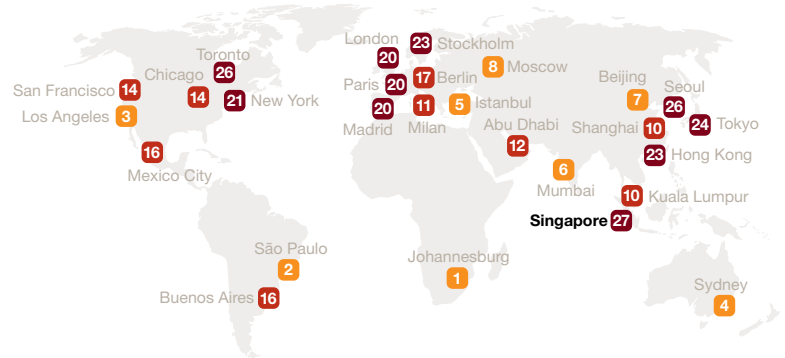 London
23 Stockholm
Toronto
20
8 Moscow
Chicago
26
Paris 20
17 Berlin
Beijing
San Francisco 14
14
21 New York
7
Seoul
Los Angeles 3
20
11
5 Istanbul
26
Madrid
Milan
Abu Dhabi
Shanghai 10
24 Tokyo
16
12
23 Hong Kong
Mexico City
6
Mumbai
10 Kuala Lumpur
Singapore 27
São Paulo
2
Johannesburg
1
Buenos Aires 16
Sydney
4